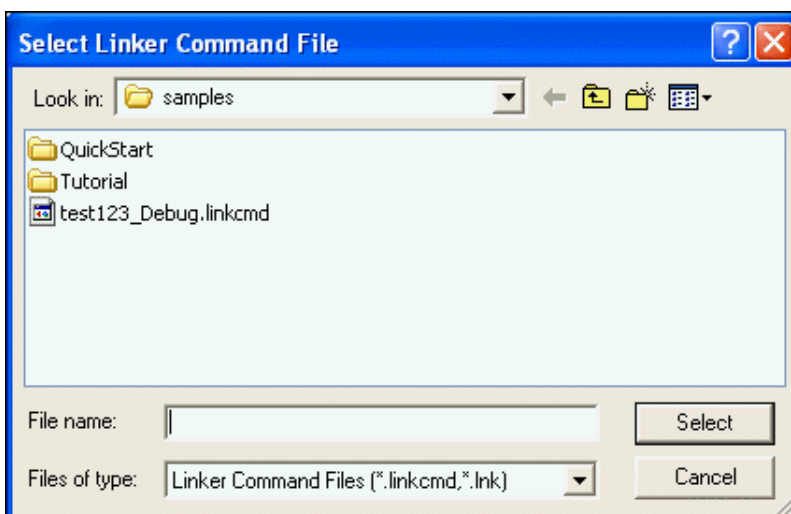 Select Linker Command File
Look in: samples
QuickStart
Tutorial
test123_Debug.linkcmd
File name: Select
Files of type: Linker Command Files (*.linkcmd,*.lnk) Cancel